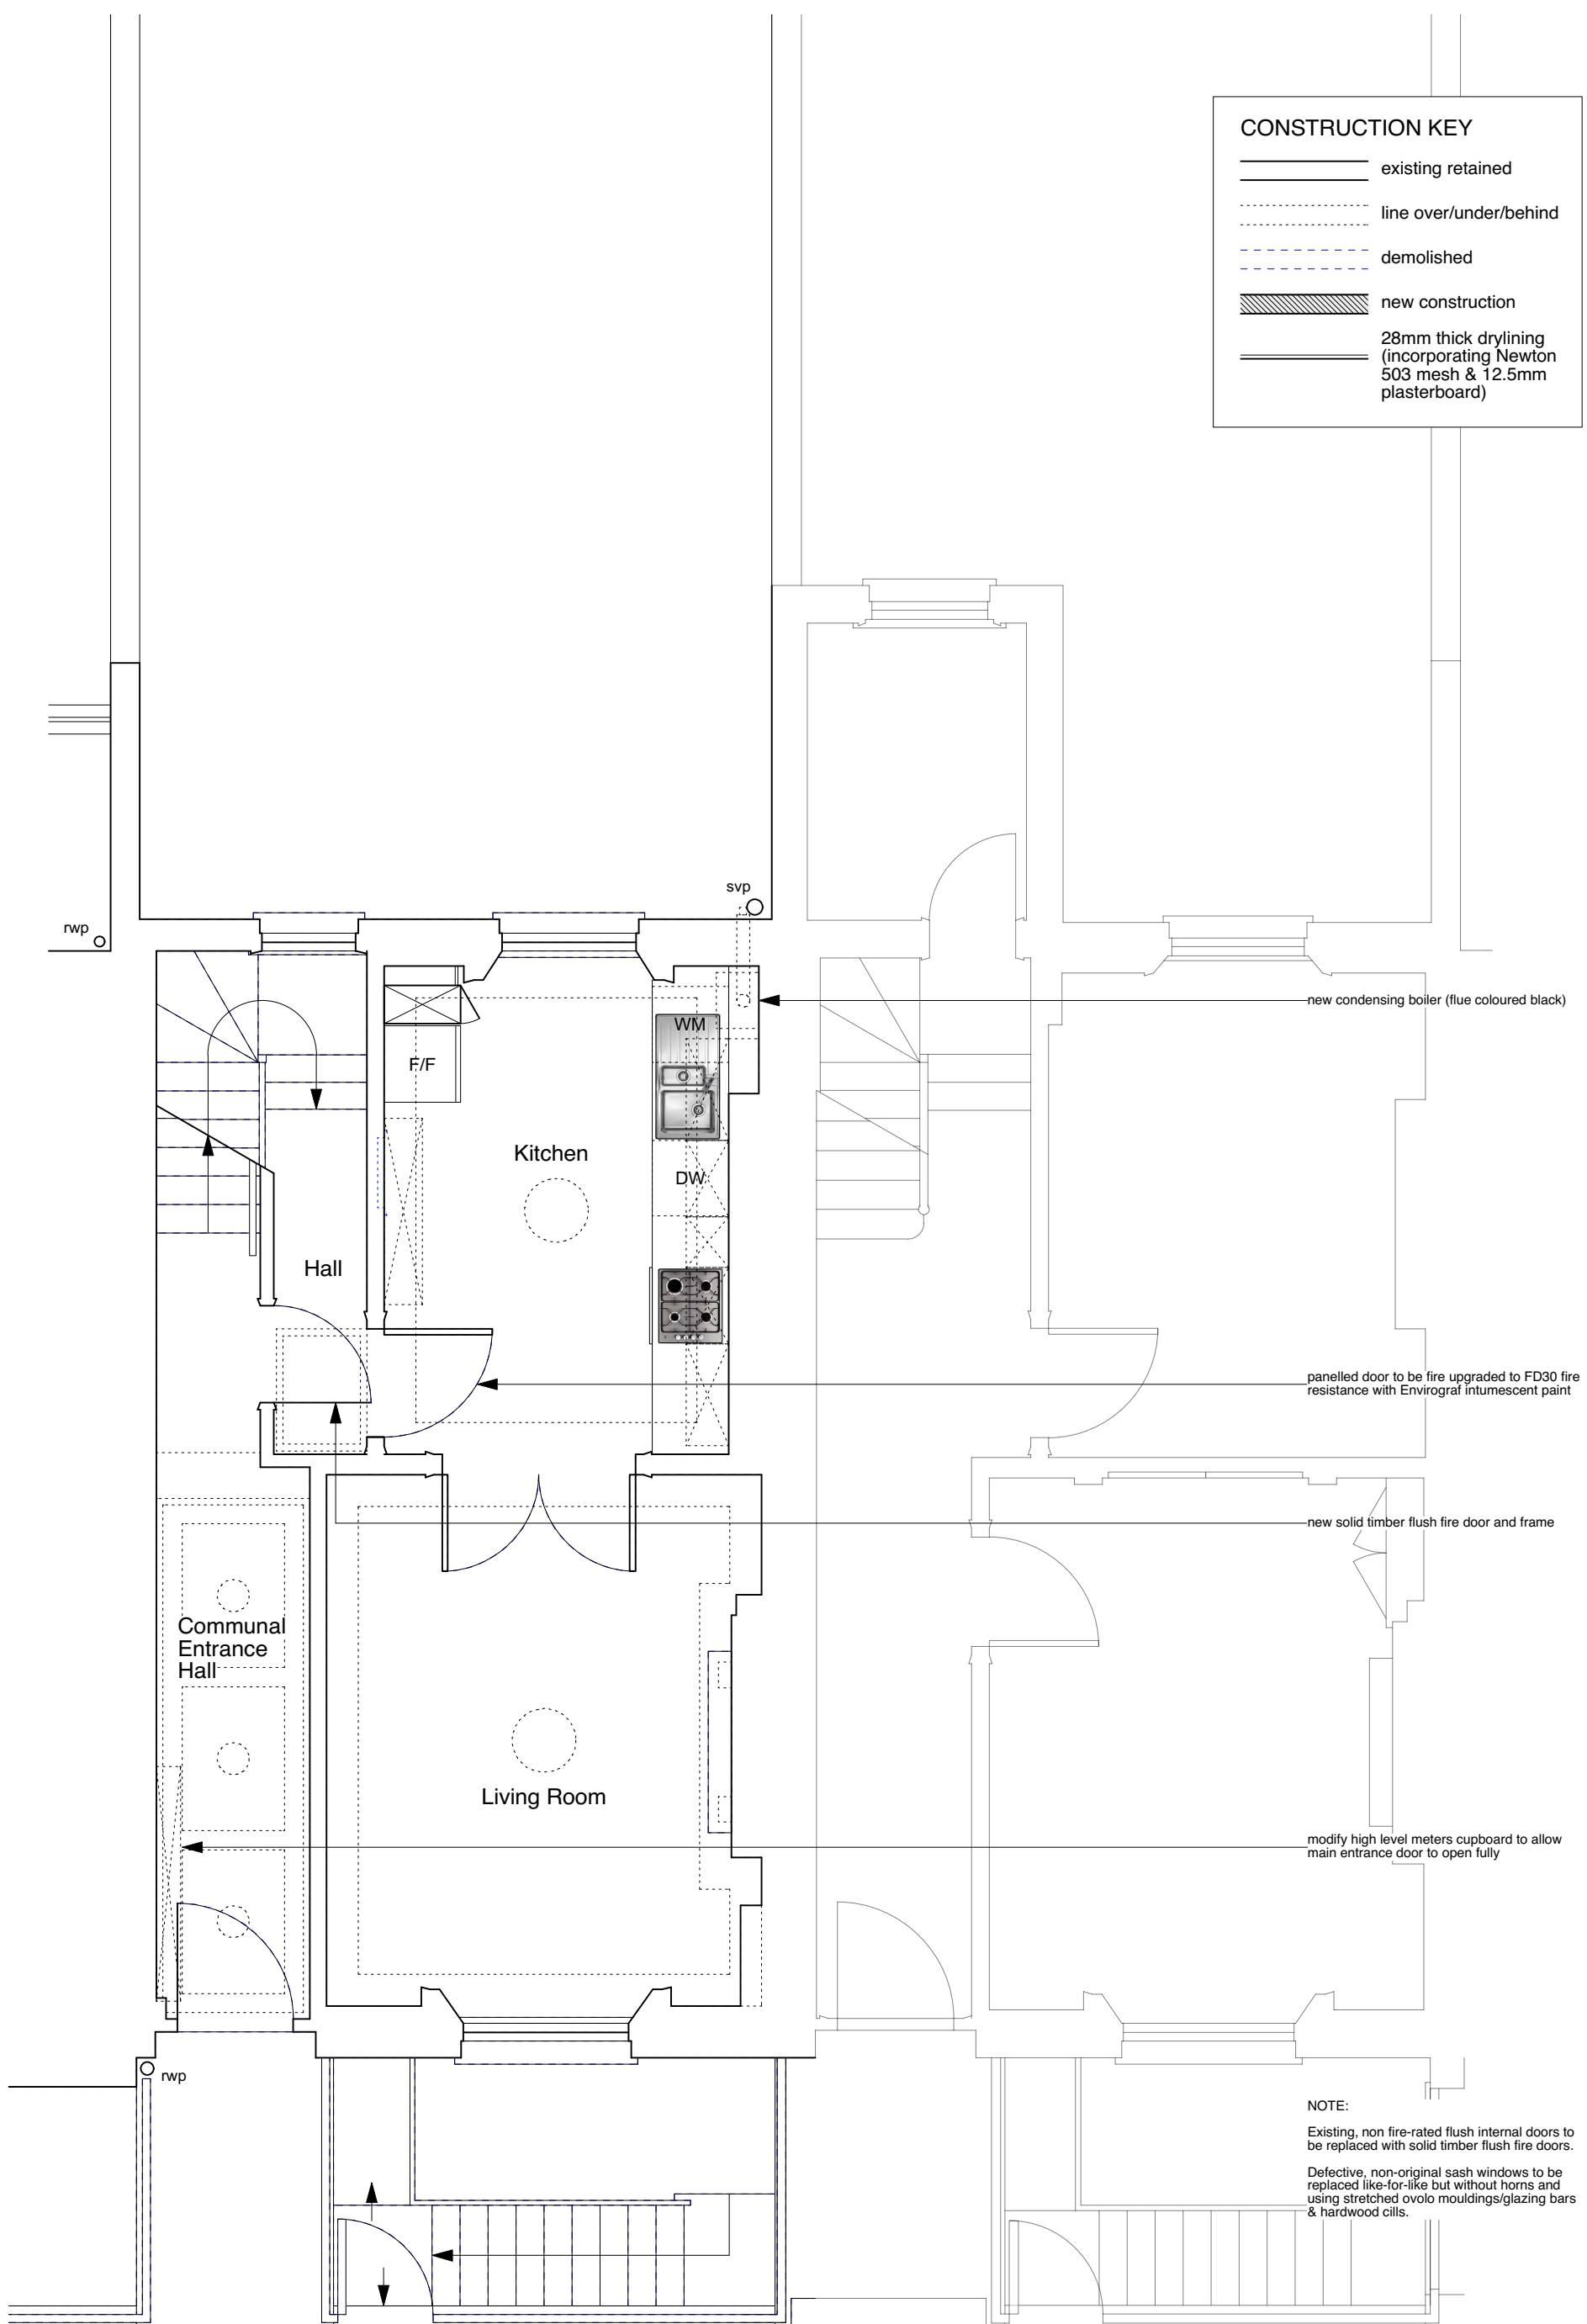 CONSTRUCTION KEY
existing retained
line over/under/behind
demolished
new construction
28mm thick drylining
(incorporating Newton
503 mesh & 12.5mm
plasterboard)
svp
rwp
new condensing boiler (flue coloured black)
WM
F/F
Kitchen
DW
Hall
panelled door to be fire upgraded to FD30 fire
resistance with Envirograf intumescent paint
new solid timber flush fire door and frame
Communal
Entrance
Hall
Living Room
modify high level meters cupboard to allow
main entrance door to open fully
rwp
NOTE:
Existing, non fire-rated flush internal doors to
be replaced with solid timber flush fire doors.
Defective, non-original sash windows to be
replaced like-for-like but without horns and
using stretched ovolo mouldings/glazing bars
& hardwood cills.